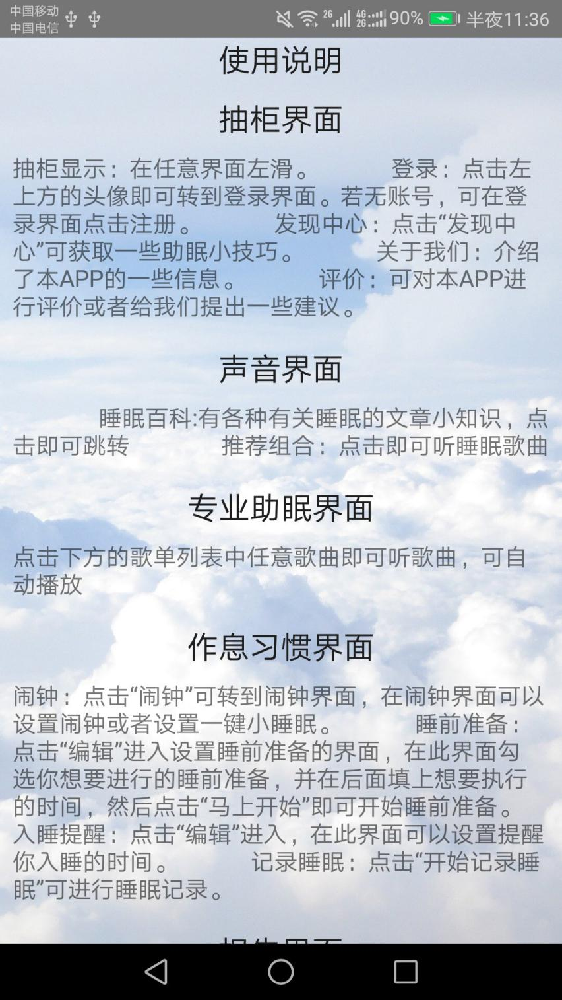 中国移动
中国电信
2G 4G 2G 90% 半夜11:36
使用说明
抽柜界面
抽柜显示：在任意界面左滑。 登录：点击左
上方的头像即可转到登录界面。若无账号，可在登
录界面点击注册。 发现中心：点击“发现中
心”可获取一些助眠小技巧。 关于我们：介绍
了本APP的一些信息。 评价：可对本APP进
行评价或者给我们提出一些建议。
声音界面
睡眠百科:有各种有关睡眠的文章小知识，点
击即可跳转 推荐组合：点击即可听睡眠歌曲
专业助眠界面
点击下方的歌单列表中任意歌曲即可听歌曲，可自
动播放
作息习惯界面
闹钟：点击“闹钟”可转到闹钟界面，在闹钟界面可以
设置闹钟或者设置一键小睡眠。 睡前准备：
点击“编辑”进入设置睡前准备的界面，在此界面勾
选你想要进行的睡前准备，并在后面填上想要执行
的时间，然后点击“马上开始”即可开始睡前准备。
入睡提醒：点击“编辑”进入，在此界面可以设置提醒
你入睡的时间。 记录睡眠：点击“开始记录睡
眠”可进行睡眠记录。